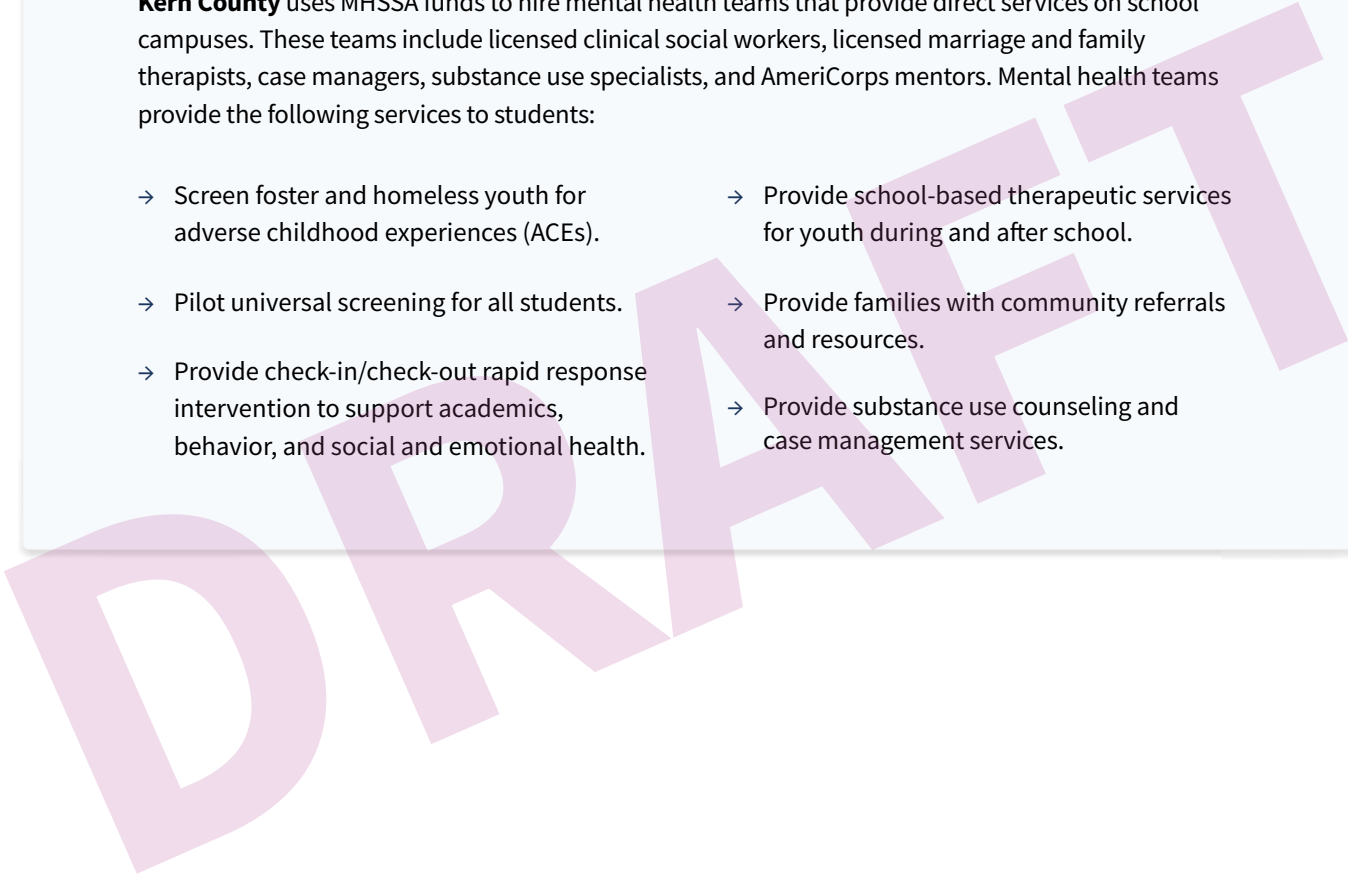 Kern County uses MHSSA funds to hire mental health teams that provide direct services on school
campuses. These teams include licensed clinical social workers, licensed marriage and family
therapists, case managers, substance use specialists, and AmeriCorps mentors. Mental health teams
provide the following services to students:
→ Screen foster and homeless youth for
adverse childhood experiences (ACEs).
→ Pilot universal screening for all students.
→ Provide check-in/check-out rapid response
intervention to support academics,
behavior, and social and emotional health.
→ Provide school-based therapeutic services
for youth during and after school.
→ Provide families with community referrals
and resources.
→ Provide substance use counseling and
case management services.
DRAFT